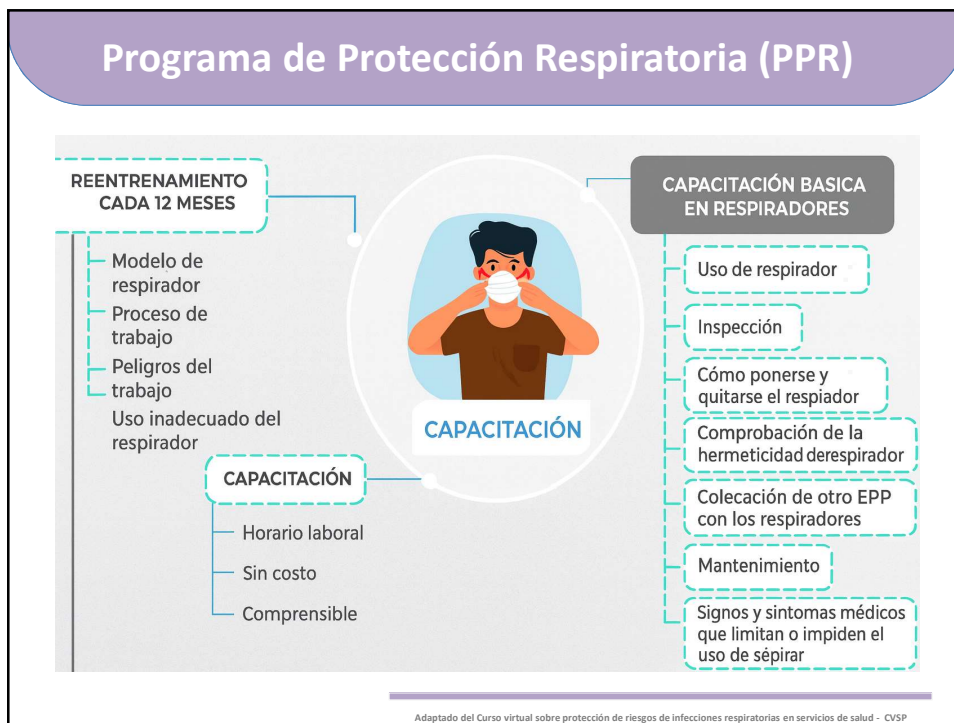 Programa de Protección Respiratoria (PPR)
REENTRENAMIENTO
CADA 12 MESES
Modelo de
respirador
Proceso de
trabajo
Peligros del
trabajo
Uso inadecuado del
respirador
CAPACITACIÓN
CAPACITACIÓN
Horario laboral
Sin costo
Comprensible
CAPACITACIÓN BASICA
EN RESPIRADORES
Uso de respirador
Inspección
Cómo ponerse y
quitarse el respiador
Comprobación de la
hermeticidad derespirador
Colecación de otro EPP
con los respiradores
Mantenimiento
Signos y sintomas médicos
que limitan o impiden el
uso de sépirar
Adaptado del Curso virtual sobre protección de riesgos de infecciones respiratorias en servicios de salud - CVSP